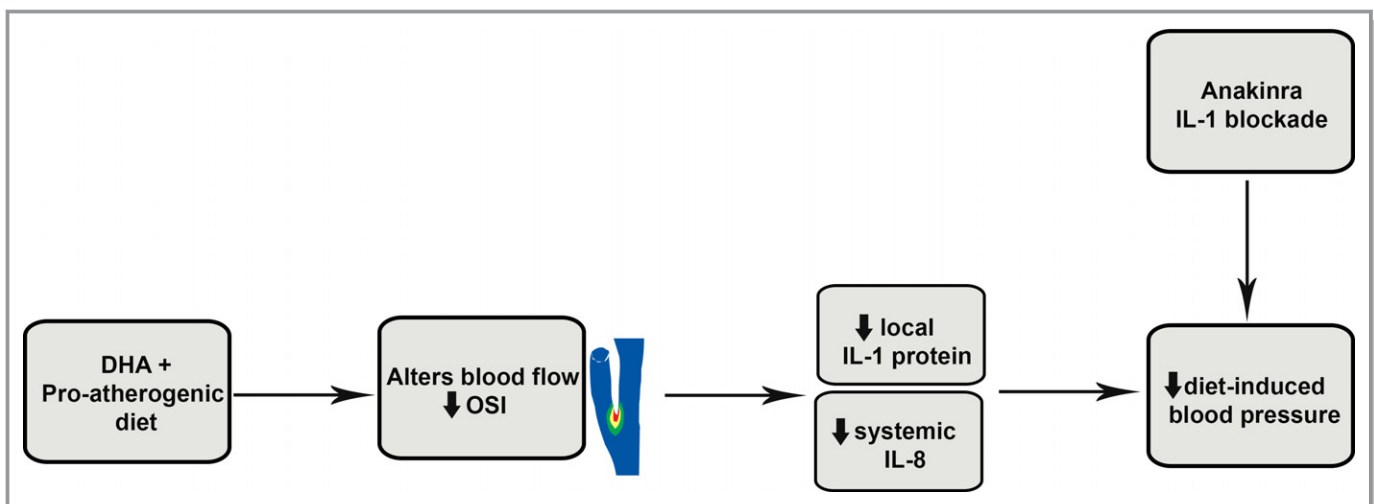 Anakinra
IL-1 blockade
DHA +
Pro-atherogenic
diet
Alters blood flow
OSI
local
IL-1 protein
systemic
IL-8
diet-induced
blood pressure